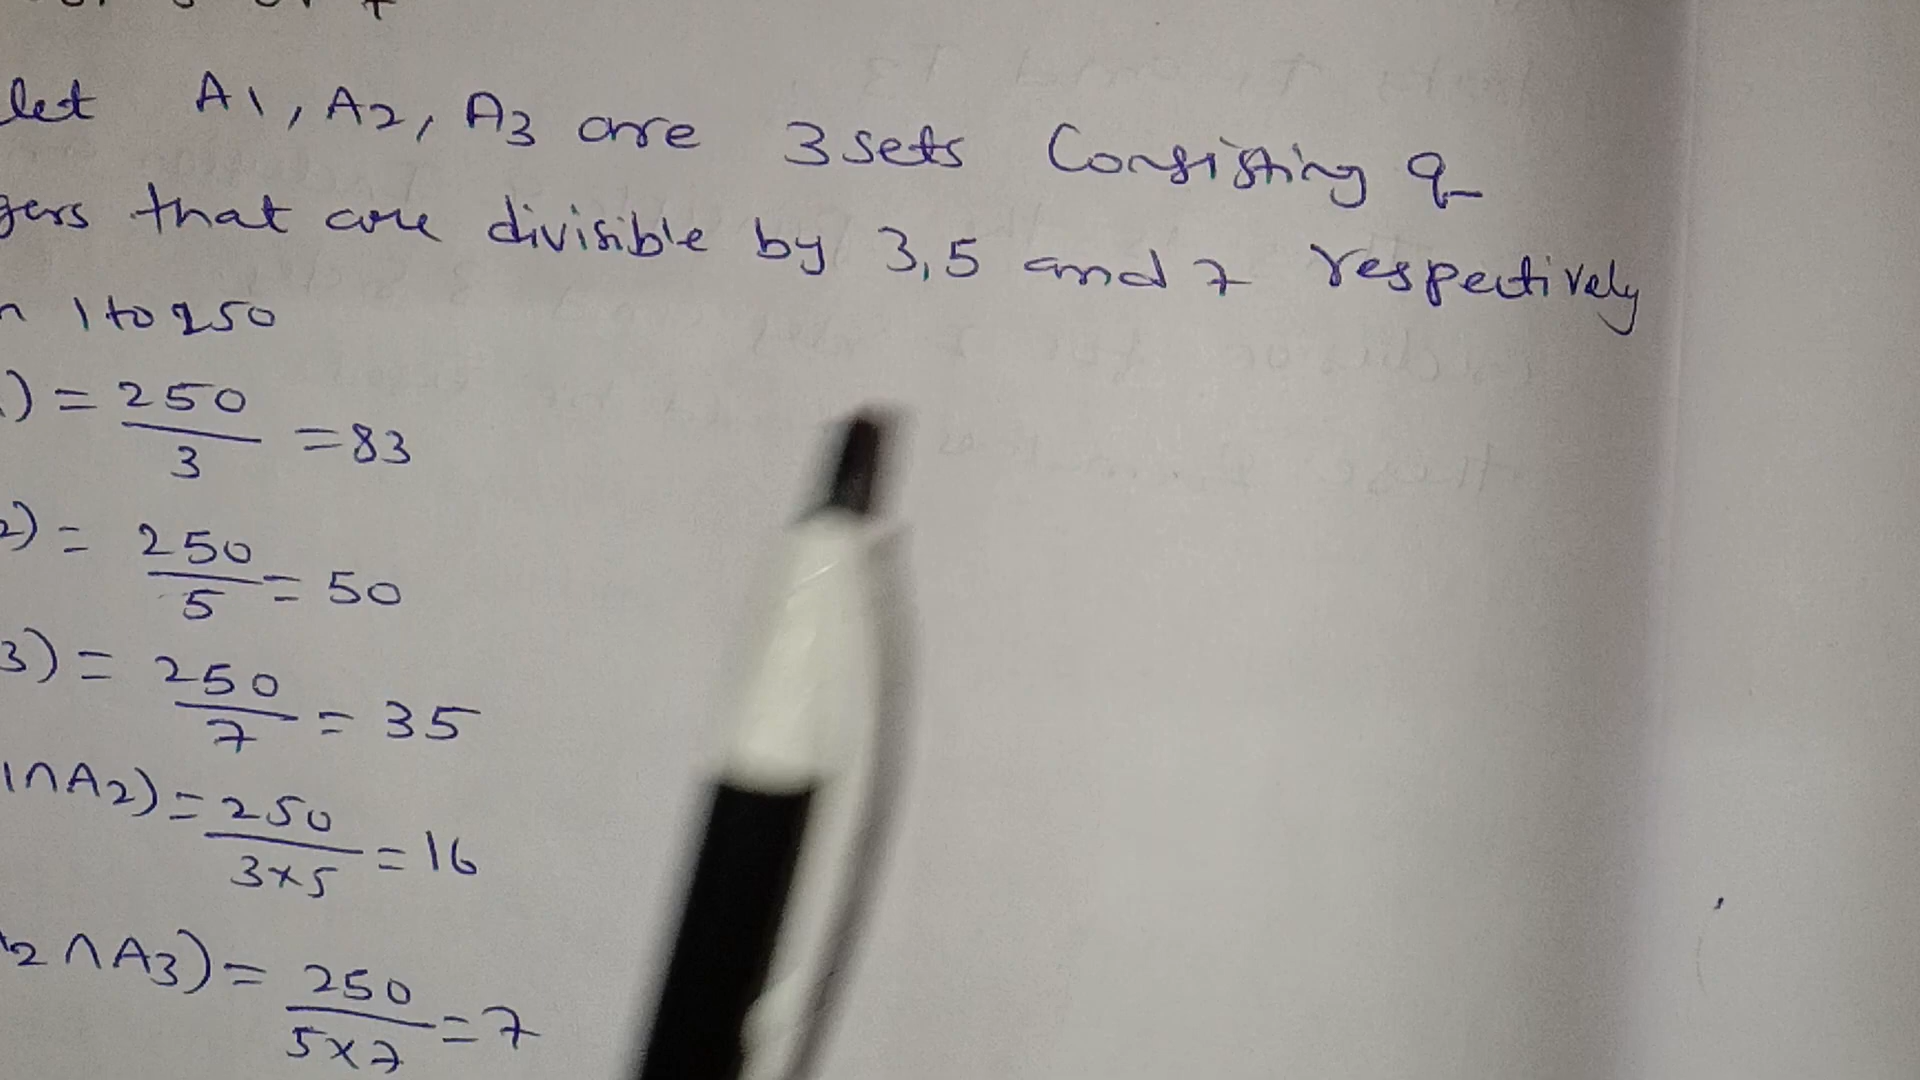 let A1, A2, A3 are 3 sets Consisting
gers that are divisible by 3, 5 and 7 respectively
1 to 250
) = 250/3 = 83
2) = 250/5 = 50
3) = 250/7 = 35
1∩A2) = 250/3×5 = 16
2∩A3) = 250/5×7 = 7